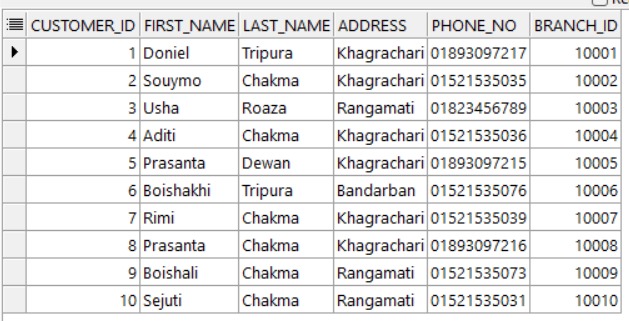 CUSTOMER_ID FIRST_NAME LAST_NAME ADDRESS PHONE_NO BRANCH_ID
1 Doniel Tripura Khagrachari 01893097217 10001
2 Souymo Chakma Khagrachari 01521535035 10002
3 Usha Roaza Rangamati 01823456789 10003
4 Aditi Chakma Khagrachari 01521535036 10004
5 Prasanta Dewan Khagrachari 01893097215 10005
6 Boishakhi Tripura Bandarban 01521535076 10006
7 Rimi Chakma Khagrachari 01521535039 10007
8 Prasanta Chakma Khagrachari 01893097216 10008
9 Boishali Chakma Rangamati 01521535073 10009
10 Sejuti Chakma Rangamati 01521535031 10010